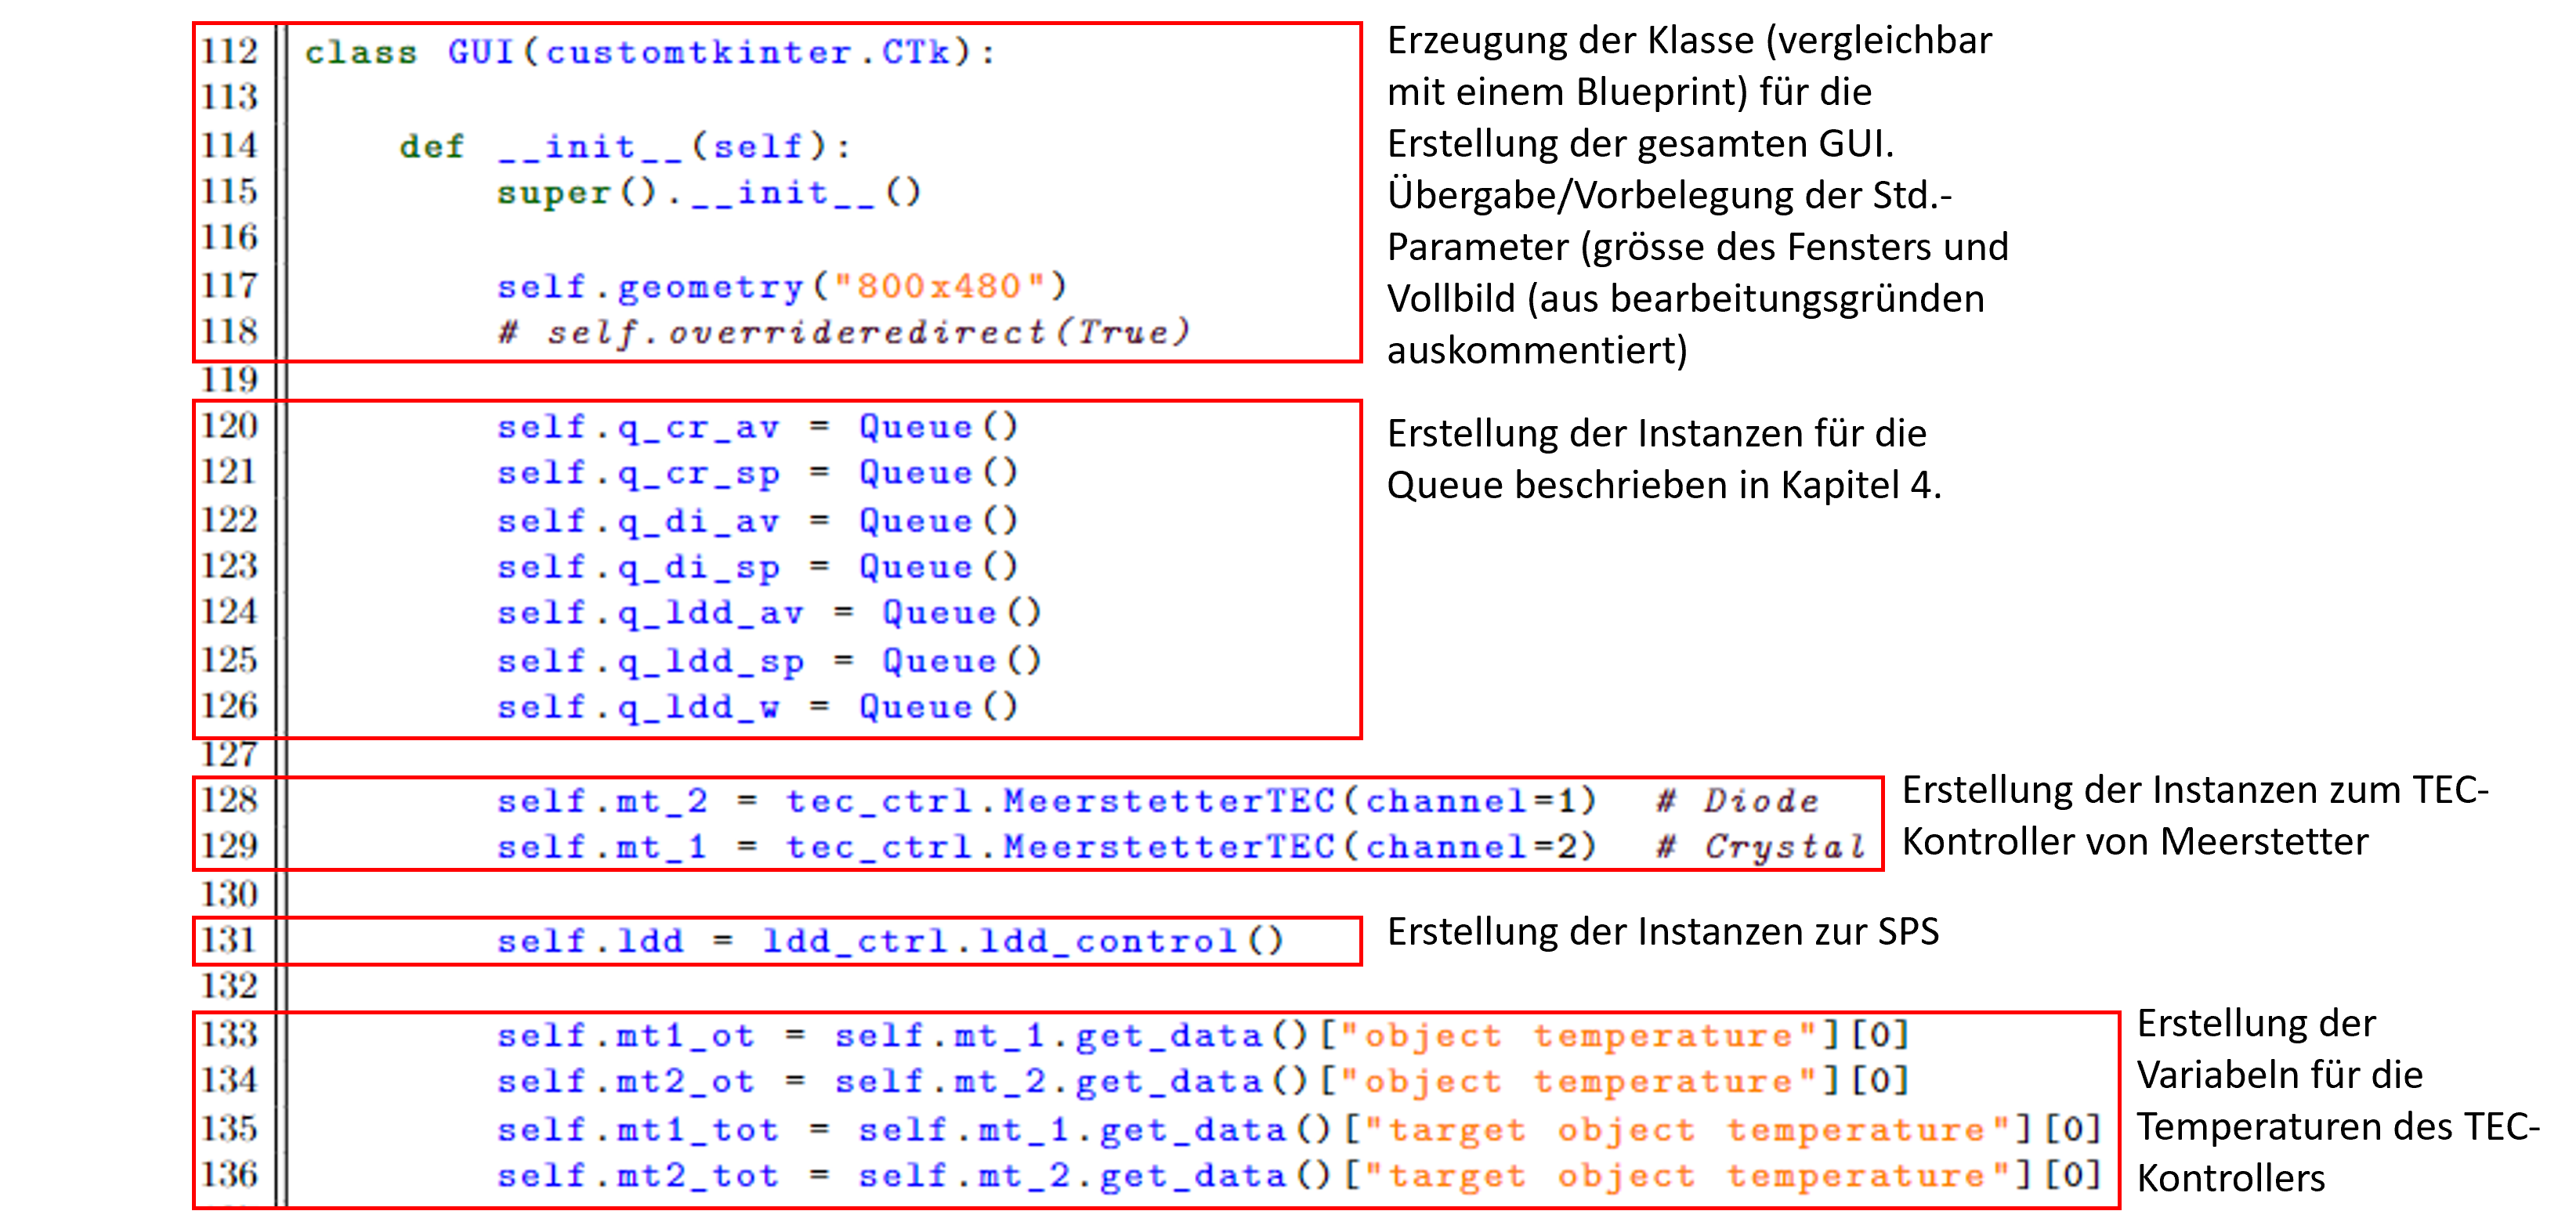 112 class GUI(customtkinter.CTk):
113
114 def __init__(self):
115 super().__init__()
116
117 self.geometry("800x480")
118 # self.overrideredirect(True)
Erzeugung der Klasse (vergleichbar
mit einem Blueprint) für die
Erstellung der gesamten GUI.
Übergabe/Vorbelegung der Std.-
Parameter (grösse des Fensters und
Vollbild (aus bearbeitungsgründen
auskommentiert)
119
120 self.q_cr_av = Queue()
121 self.q_cr_sp = Queue()
122 self.q_di_av = Queue()
123 self.q_di_sp = Queue()
124 self.q_ldd_av = Queue()
125 self.q_ldd_sp = Queue()
126 self.q_ldd_w = Queue()
Erstellung der Instanzen für die
Queue beschrieben in Kapitel 4.
127
128 self.mt_2 = tec_ctrl.MeerstetterTEC(channel=1) # Diode
129 self.mt_1 = tec_ctrl.MeerstetterTEC(channel=2) # Crystal
Erstellung der Instanzen zum TEC-
Kontroller von Meerstetter
130
131 self.ldd = ldd_ctrl.ldd_control()
Erstellung der Instanzen zur SPS
132
133 self.mt1_ot = self.mt_1.get_data()["object temperature"][0]
134 self.mt2_ot = self.mt_2.get_data()["object temperature"][0]
135 self.mt1_tot = self.mt_1.get_data()["target object temperature"][0]
136 self.mt2_tot = self.mt_2.get_data()["target object temperature"][0]
Erstellung der
Variabeln für die
Temperaturen des TEC-
Kontrollers